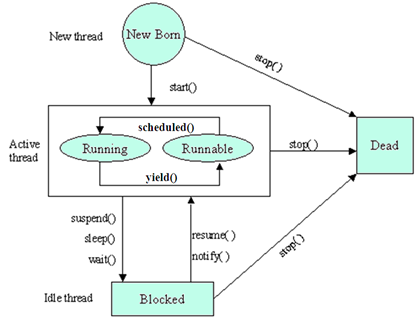 New thread
New Born
stop( )
start()
Active
thread
scheduled()
Running
Runnable
yield()
stop( )
Dead
suspend()
sleep()
wait()
resume( )
notify( )
stop( )
Idle thread
Blocked